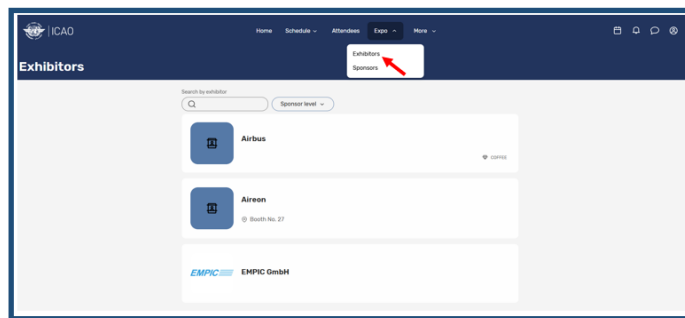 ICAO
Home Schedule Attendees Expo More
Exhibitors
Sponsors
Exhibitors
Search by exhibitor
Sponsor level
Airbus
COFFEE
Aireon
Booth No. 27
EMPIC EMPIC GmbH